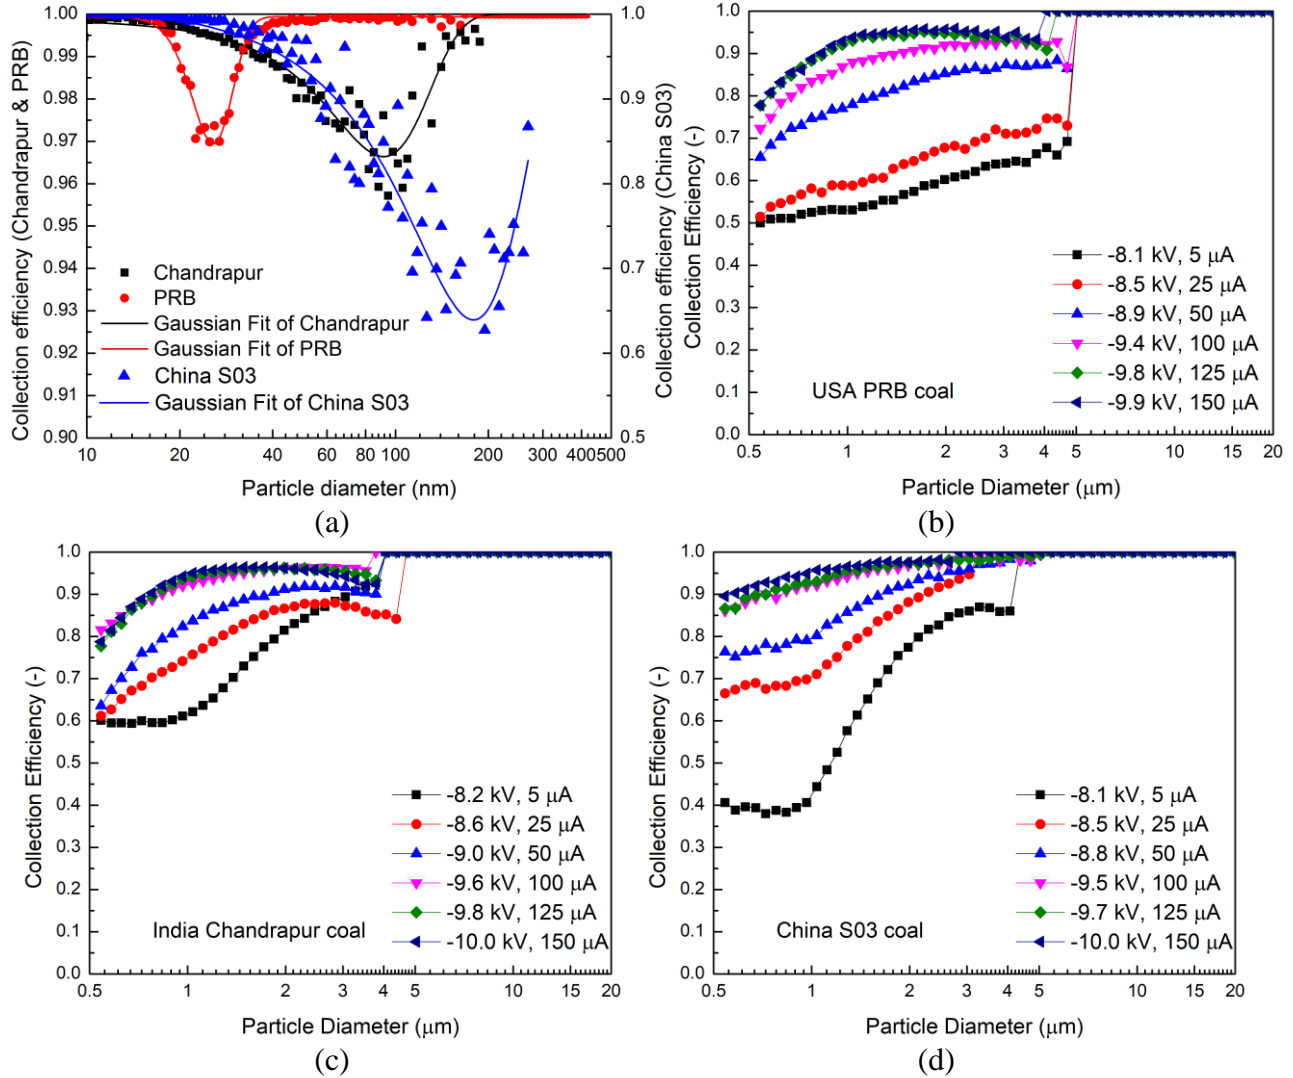 Collection efficiency (Chandrapur & PRB)
1.00
0.99
0.98
0.97
0.96
0.95
0.94
0.93
0.92
0.91
0.90
Chandrapur
PRB
Gaussian Fit of Chandrapur
Gaussian Fit of PRB
China S03
Gaussian Fit of China S03
1.0
0.9
0.8
0.7
0.6
0.5
Collection efficiency (China S03)
10 20 40 60 80 100 200 300 400500
Particle diameter (nm)
(a)
Collection Efficiency (-)
1.0
0.9
0.8
0.7
0.6
0.5
0.4
0.3
0.2
0.1
0.0
-8.1 kV, 5 μA
-8.5 kV, 25 μA
-8.9 kV, 50 μA
-9.4 kV, 100 μA
-9.8 kV, 125 μA
-9.9 kV, 150 μA
USA PRB coal
0.5 1 2 3 4 5 10 15 20
Particle Diameter (μm)
(b)
Collection Efficiency (-)
1.0
0.9
0.8
0.7
0.6
0.5
0.4
0.3
0.2
0.1
0.0
-8.2 kV, 5 μA
-8.6 kV, 25 μA
-9.0 kV, 50 μA
-9.6 kV, 100 μA
-9.8 kV, 125 μA
-10.0 kV, 150 μA
India Chandrapur coal
0.5 1 2 3 4 5 10 15 20
Particle Diameter (μm)
(c)
Collection Efficiency (-)
1.0
0.9
0.8
0.7
0.6
0.5
0.4
0.3
0.2
0.1
0.0
-8.1 kV, 5 μA
-8.5 kV, 25 μA
-8.8 kV, 50 μA
-9.5 kV, 100 μA
-9.7 kV, 125 μA
-10.0 kV, 150 μA
China S03 coal
0.5 1 2 3 4 5 10 15 20
Particle Diameter (μm)
(d)